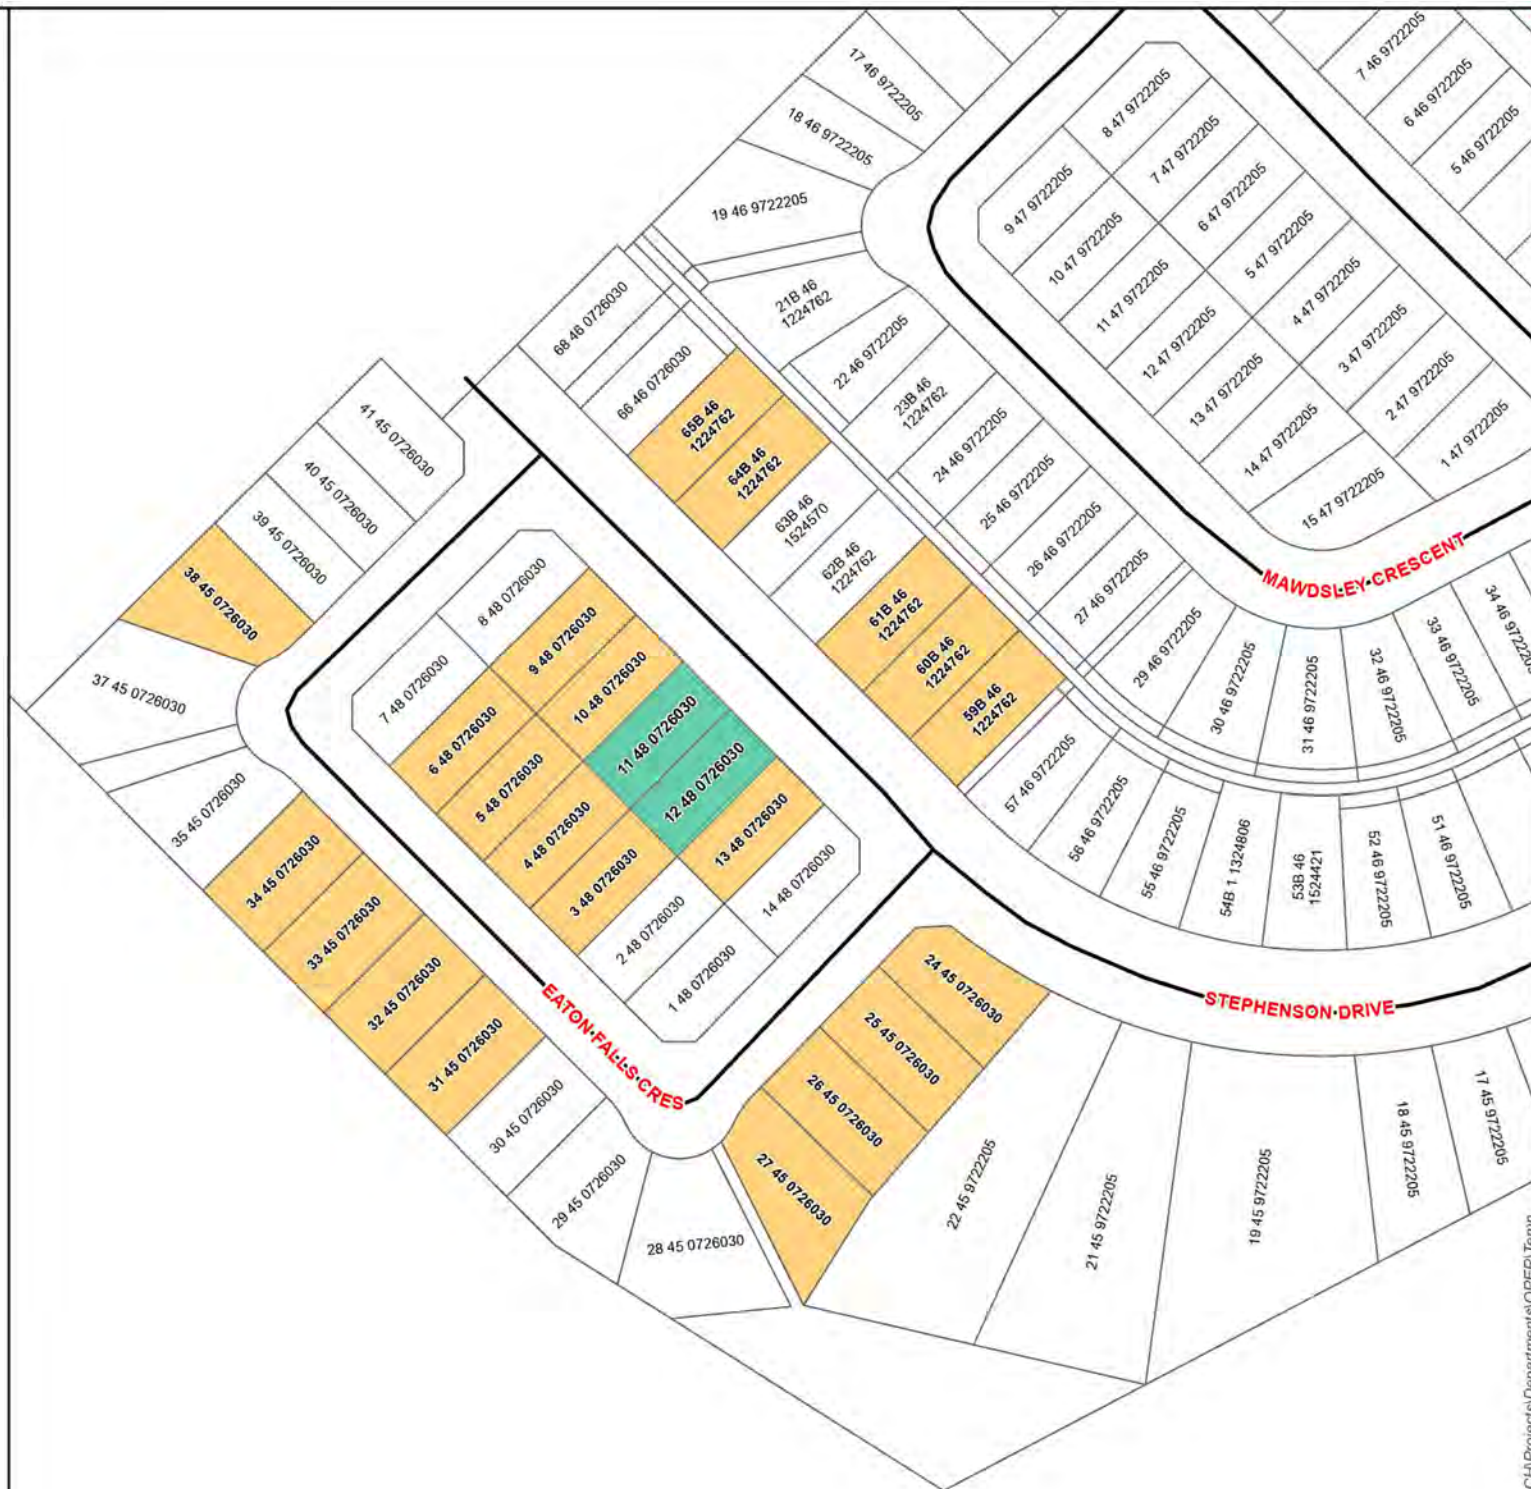 17 46 9722205
18 46 9722205
19 46 9722205
21B 46
1224762
22 46 9722205
23B 46
1224762
24 46 9722205
25 46 9722205
26 46 9722205
27 46 9722205
29 46 9722205
30 46 9722205
31 46 9722205
32 46 9722205
33 46 9722205
7 46 9722205
6 46 9722205
5 46 9722205
8 47 9722205
7 47 9722205
6 47 9722205
5 47 9722205
4 47 9722205
3 47 9722205
2 47 9722205
1 47 9722205
9 47 9722205
10 47 9722205
11 47 9722205
12 47 9722205
13 47 9722205
14 47 9722205
15 47 9722205
MAWDSLEY CRESCENT
68 46 0726030
66 46 0726030
65B 46
1224762
64B 46
1224762
63B 46
1524570
62B 46
1224762
61B 46
1224762
60B 46
1224762
59B 46
1224762
57 46 9722205
56 46 9722205
55 46 9722205
54B 1 1324806
53B 46
1524421
52 46 9722205
51 46 9722205
41 45 0726030
40 45 0726030
39 45 0726030
38 45 0726030
37 45 0726030
35 45 0726030
34 45 0726030
33 45 0726030
32 45 0726030
31 45 0726030
30 45 0726030
29 45 0726030
28 45 0726030
27 45 0726030
26 45 0726030
25 45 0726030
24 45 0726030
8 48 0726030
9 48 0726030
10 48 0726030
11 48 0726030
12 48 0726030
13 48 0726030
14 48 0726030
7 48 0726030
6 48 0726030
5 48 0726030
4 48 0726030
3 48 0726030
2 48 0726030
1 48 0726030
EATON FALLS CRES
STEPHENSON DRIVE
22 45 9722205
21 45 9722205
19 45 9722205
18 45 9722205
17 45 9722205